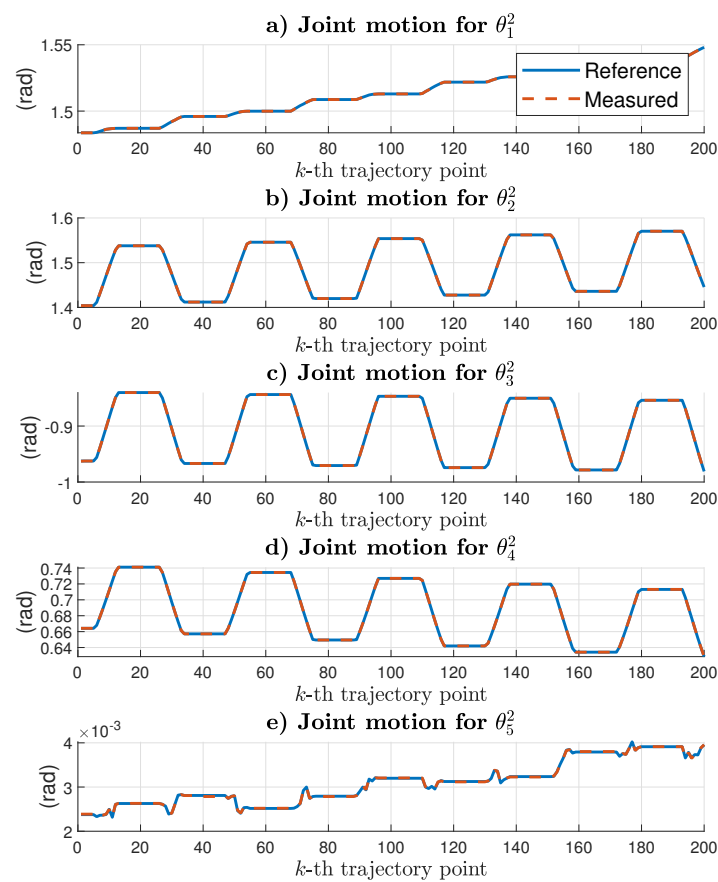 a) Joint motion for θ₁²
1.55
1.5
(rad)
Reference
Measured
0 20 40 60 80 100 120 140 160 180 200
k-th trajectory point
b) Joint motion for θ₂²
1.6
1.5
1.4
(rad)
0 20 40 60 80 100 120 140 160 180 200
k-th trajectory point
c) Joint motion for θ₃²
-0.9
-1
(rad)
0 20 40 60 80 100 120 140 160 180 200
k-th trajectory point
d) Joint motion for θ₄²
0.74
0.72
0.7
0.68
0.66
0.64
(rad)
0 20 40 60 80 100 120 140 160 180 200
k-th trajectory point
e) Joint motion for θ₅²
×10⁻³
4
3
2
(rad)
0 20 40 60 80 100 120 140 160 180 200
k-th trajectory point